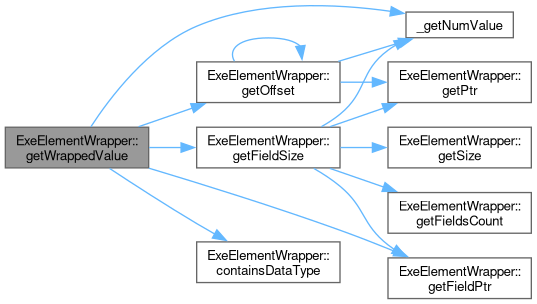 ExeElementWrapper::
getWrappedValue
_getNumValue
ExeElementWrapper::
getOffset
ExeElementWrapper::
getPtr
ExeElementWrapper::
getFieldSize
ExeElementWrapper::
getSize
ExeElementWrapper::
getFieldsCount
ExeElementWrapper::
containsDataType
ExeElementWrapper::
getFieldPtr